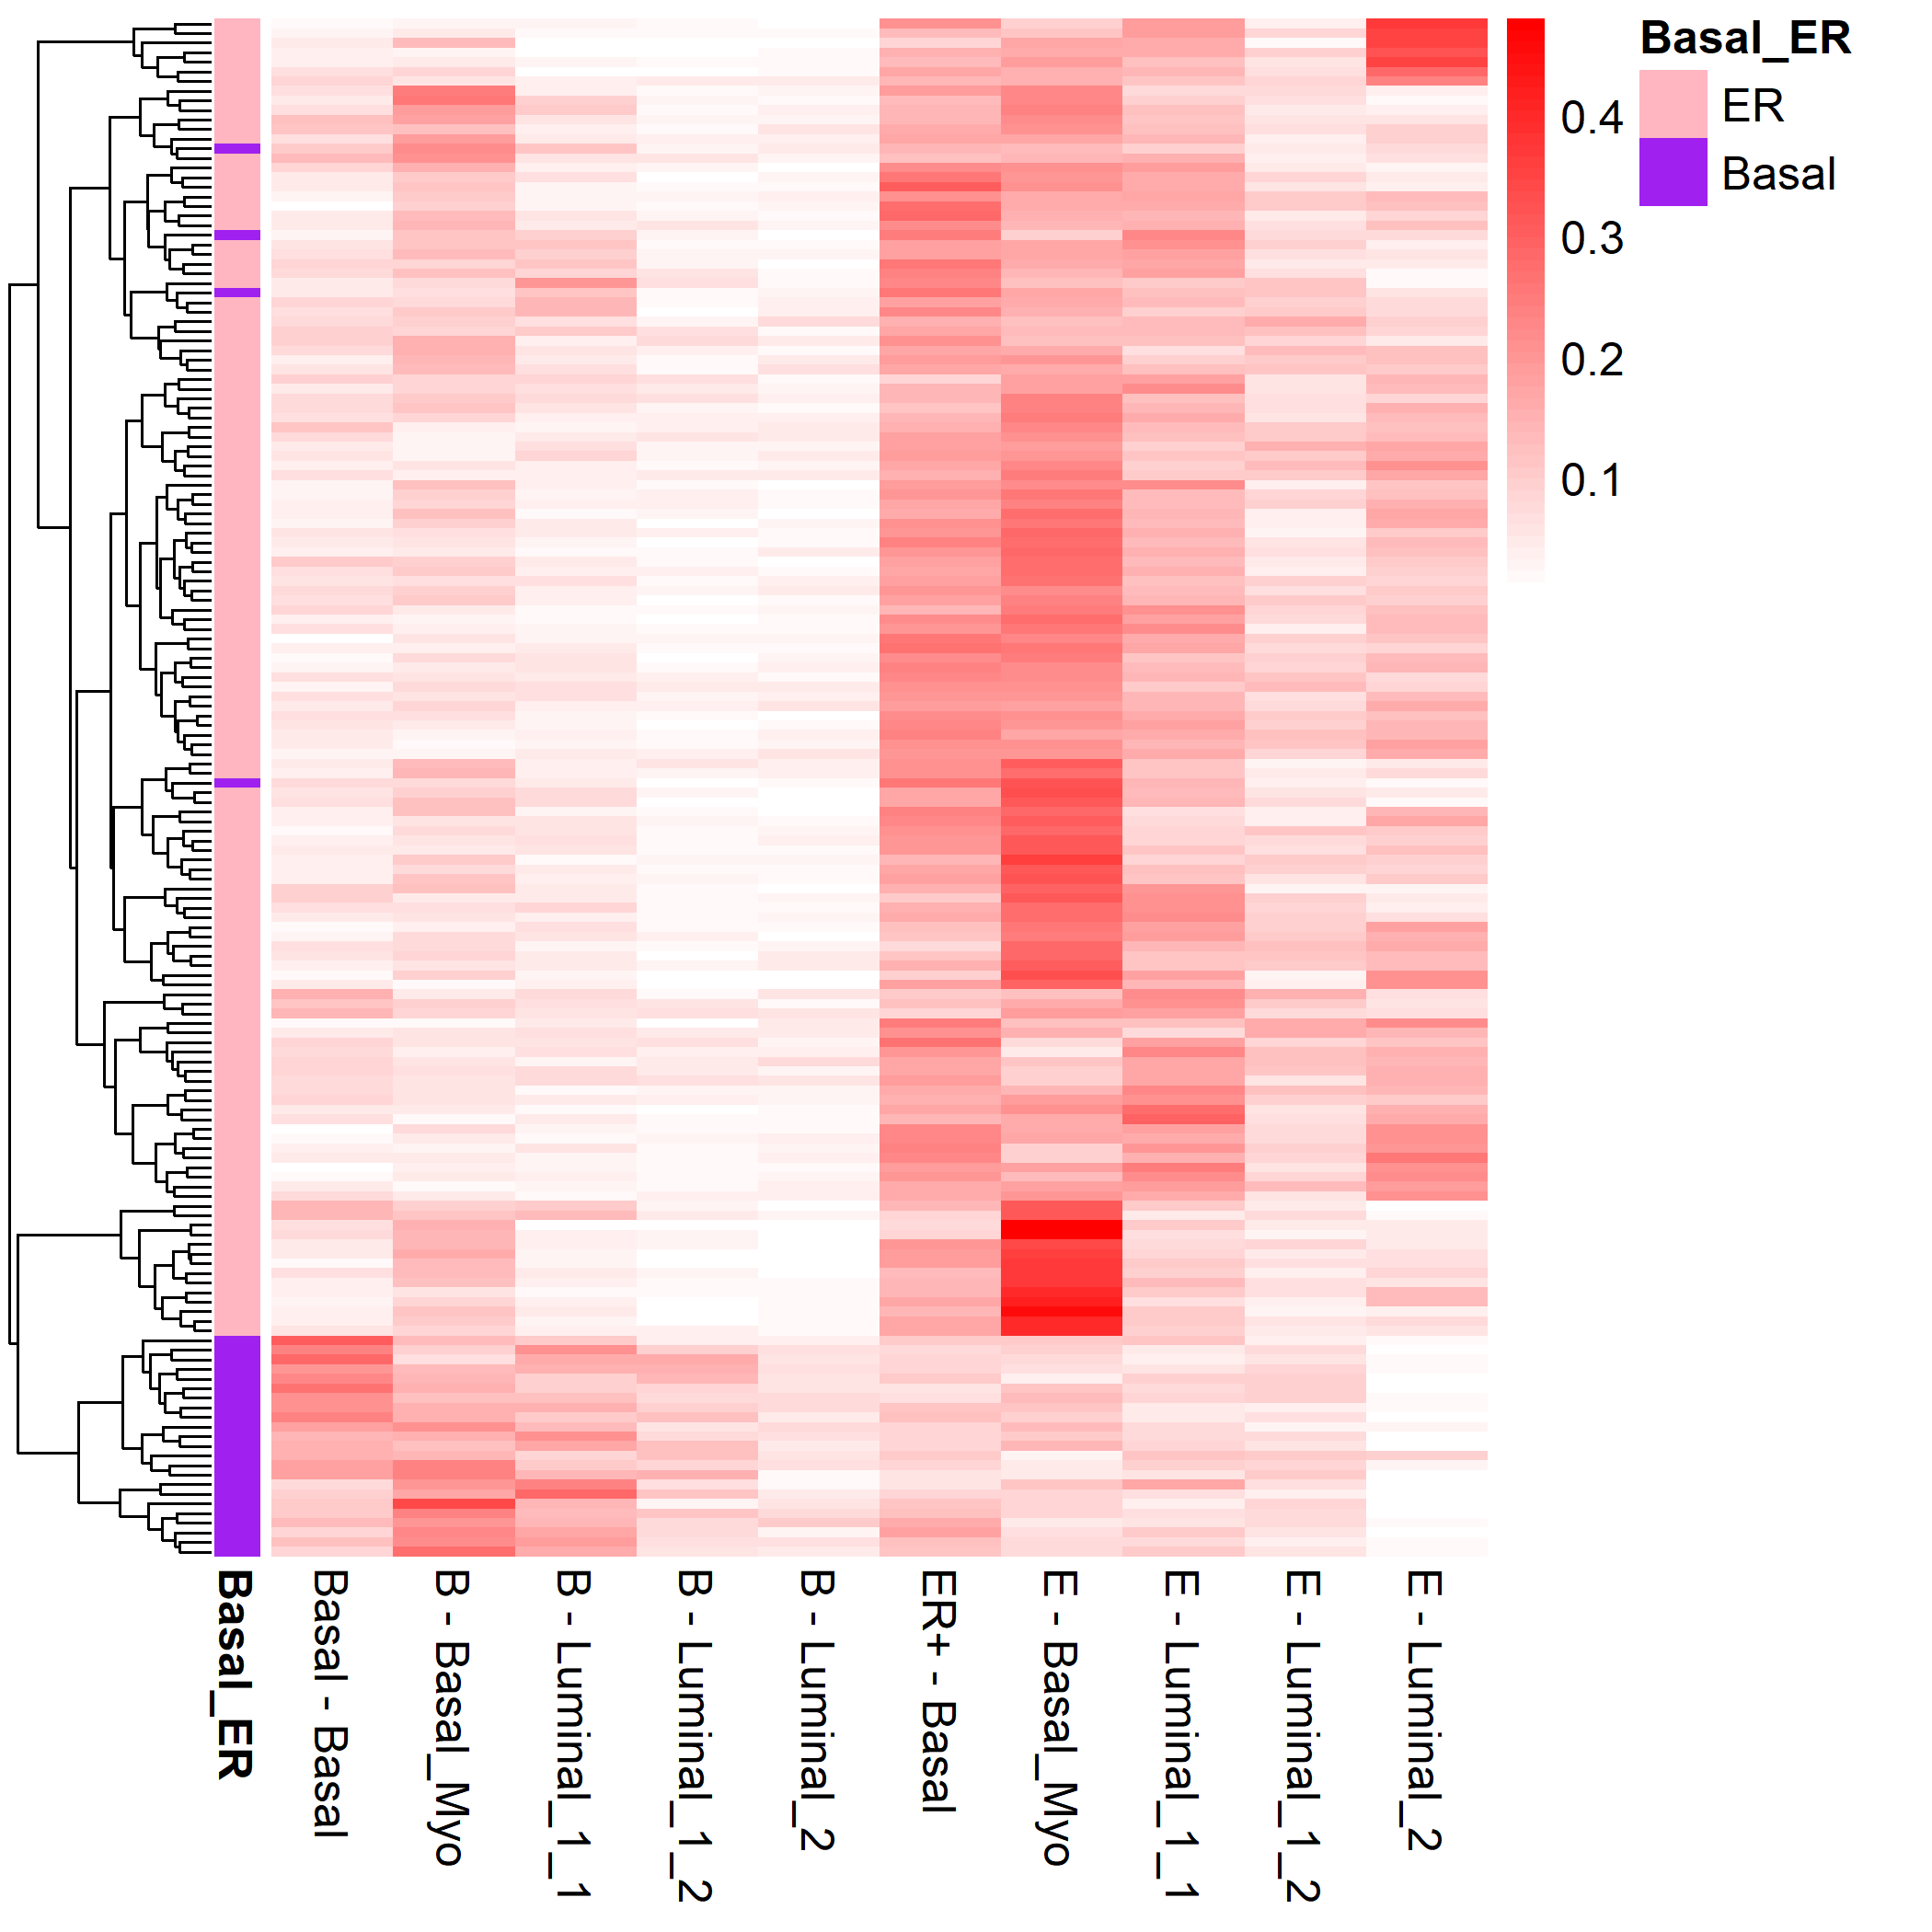 Basal_ER
ER
Basal
0.4
0.3
0.2
0.1
Basal_ER
Basal - Basal
B - Basal_Myo
B - Luminal_1_1
B - Luminal_1_2
B - Luminal_2
ER+ - Basal
E - Basal_Myo
E - Luminal_1_1
E - Luminal_1_2
E - Luminal_2